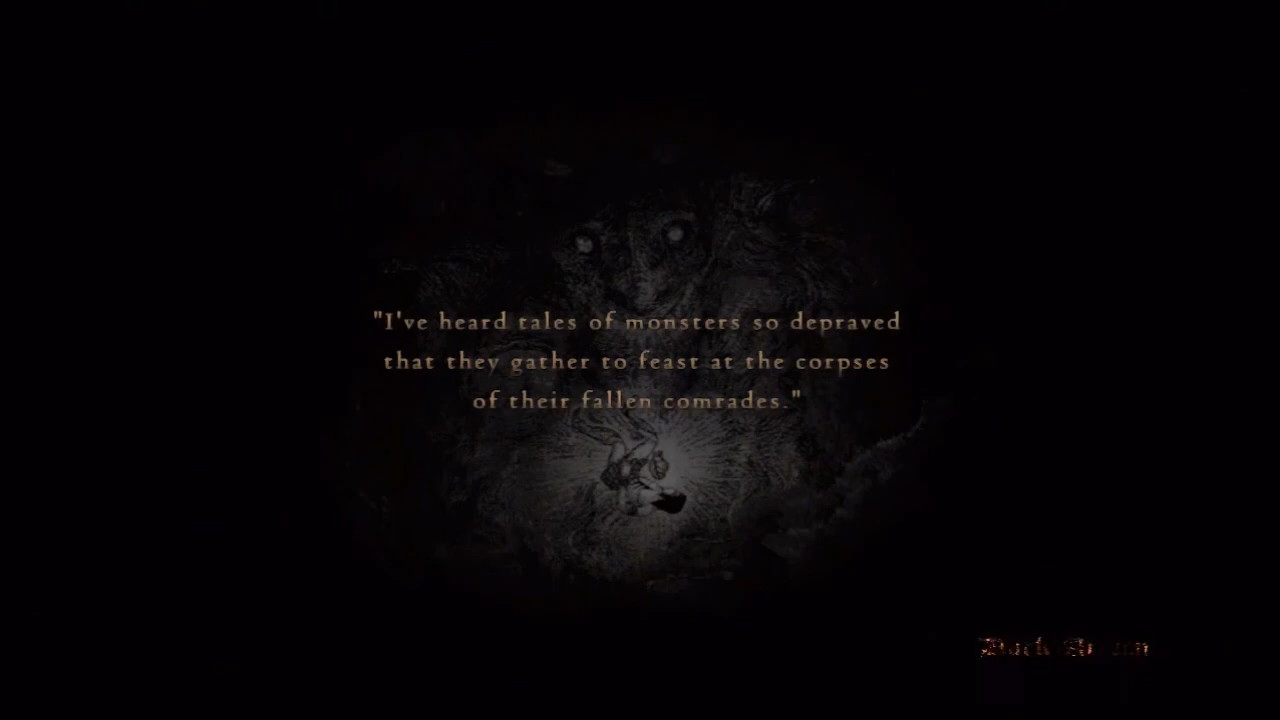 "I've heard tales of monsters so depraved
that they gather to feast at the corpses
of their fallen comrades."